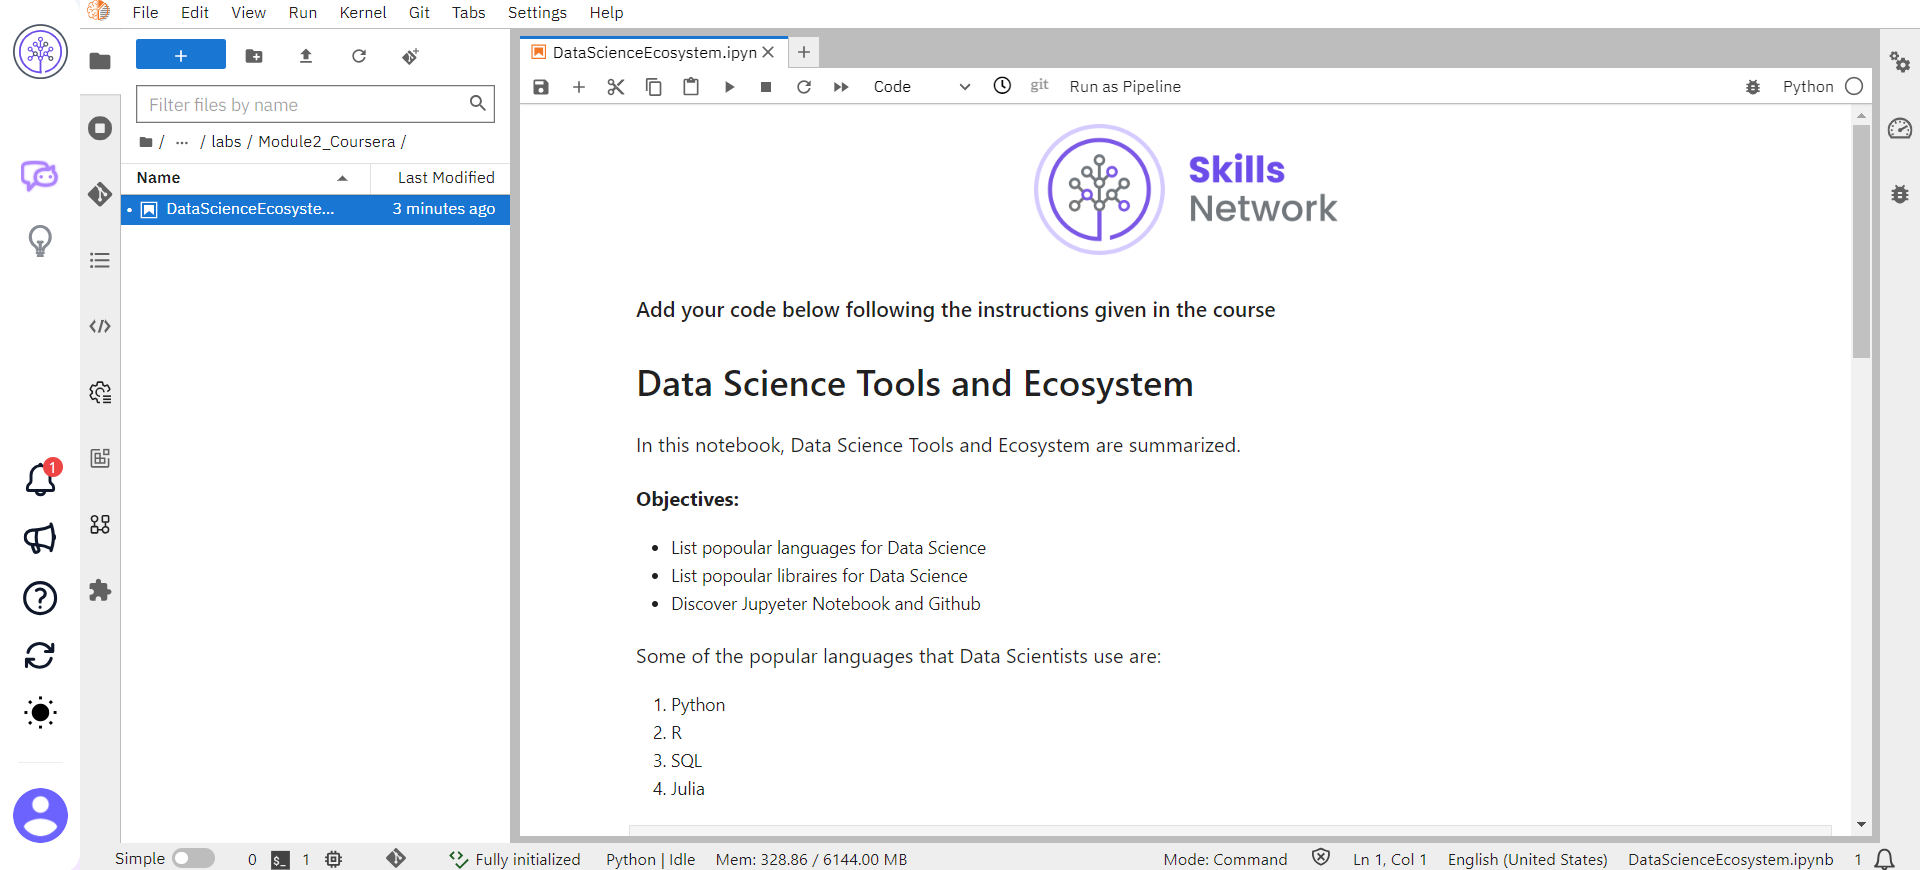 File Edit View Run Kernel Git Tabs Settings Help
+
Filter files by name
/ ... / labs / Module2_Coursera /
Name Last Modified
DataScienceEcosyste... 3 minutes ago
DataScienceEcosystem.ipyn
Code
git
Run as Pipeline
Python
Skills
Network
Add your code below following the instructions given in the course
Data Science Tools and Ecosystem
In this notebook, Data Science Tools and Ecosystem are summarized.
Objectives:
• List popoular languages for Data Science
• List popoular libraires for Data Science
• Discover Jupyeter Notebook and Github
Some of the popular languages that Data Scientists use are:
1. Python
2. R
3. SQL
4. Julia
1
Simple 0 $_ 1 Fully initialized Python | Idle Mem: 328.86 / 6144.00 MB Mode: Command Ln 1, Col 1 English (United States) DataScienceEcosystem.ipynb 1